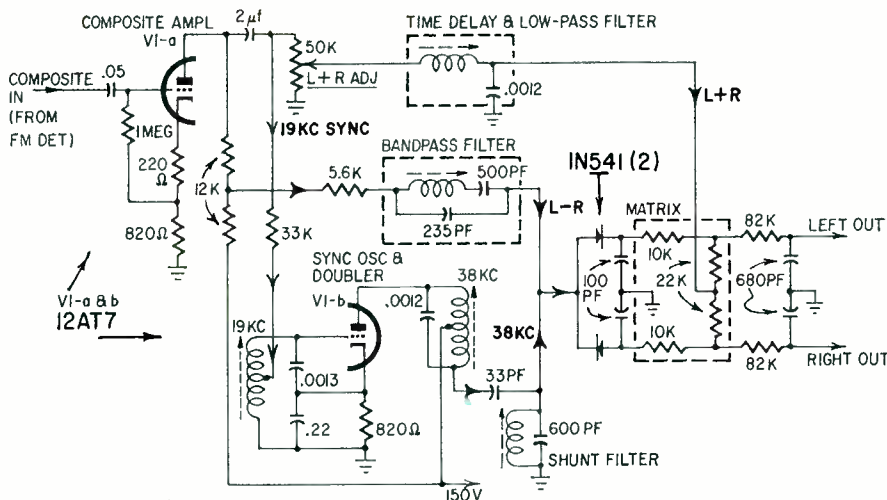 COMPOSITE AMPL
V1-a
2µf
TIME DELAY & LOW-PASS FILTER
50K
L+R ADJ
.0012
L+R
COMPOSITE
IN
(FROM
FM DET)
.05
1MEG
220
Ω
820Ω
12K
19KC SYNC
33K
BANDPASS FILTER
5.6K
500PF
235PF
L-R
1N541 (2)
MATRIX
82K
LEFT OUT
10K
100
PF
22K
680PF
10K
82K
RIGHT OUT
V1-a & b
12AT7
SYNC OSC &
DOUBLER
V1-b
38KC
.0012
19KC
.0013
.22
820Ω
38KC
33PF
600PF
SHUNT FILTER
150V